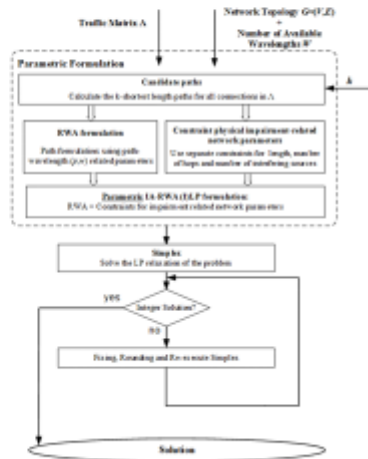 Traffic Matrix Λ
Network Topology G=(V,E)
+
Number of Available
Wavelengths W
Parametric Formulation
Candidate paths
Calculate the k-shortest length paths for all connections in Λ
k
RWA formulation
Path formulation: using path
wavelength (p,w) related parameters
Constraint physical impairment-related
network parameters
Use separate constraints for length, number
of hops and number of interfering sources
Parametric IA-RWA ILP formulation:
RWA + Constraints for impairment related network parameters
Simplex
Solve the LP relaxation of the problem
yes
Integer Solution?
no
Fixing, Rounding and Re-execute Simplex
Solution